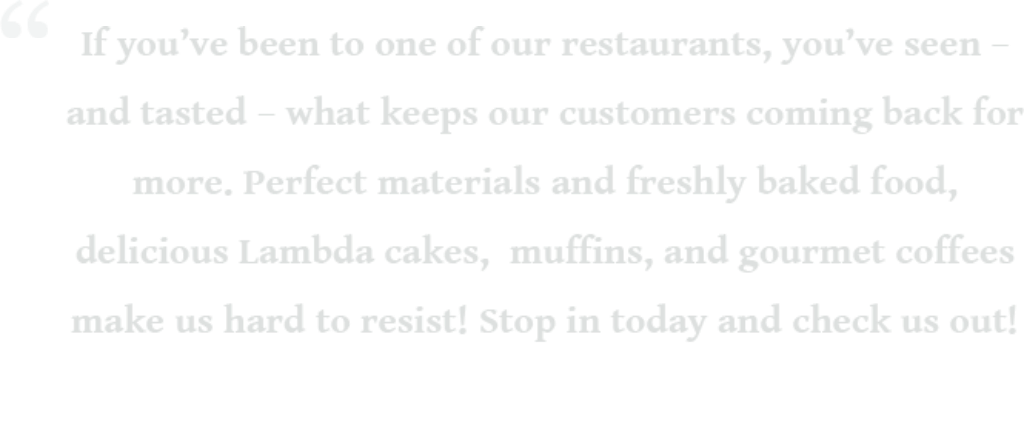 “ If you’ve been to one of our restaurants, you’ve seen –
and tasted – what keeps our customers coming back for
more. Perfect materials and freshly baked food,
delicious Lambda cakes,  muffins, and gourmet coffees
make us hard to resist! Stop in today and check us out!